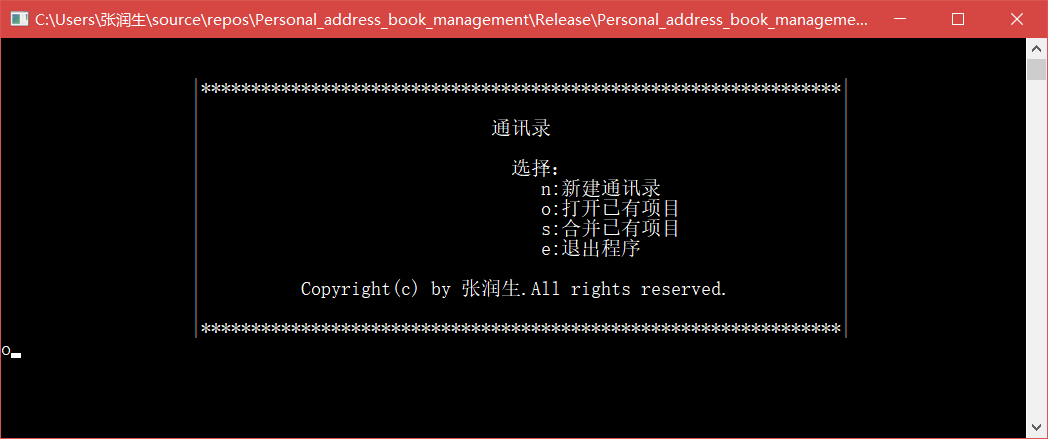 C:\Users\张润生\source\repos\Personal_address_book_management\Release\Personal_address_book_manageme...
****************************************************************
通讯录
选择:
n:新建通讯录
o:打开已有项目
s:合并已有项目
e:退出程序
Copyright(c) by 张润生.All rights reserved.
****************************************************************
o